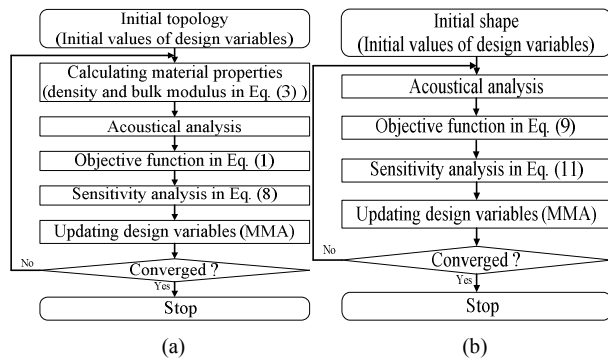 Initial topology
(Initial values of design variables)
Calculating material properties
(density and bulk modulus in Eq. (3) )
Acoustical analysis
Objective function in Eq. (1)
Sensitivity analysis in Eq. (8)
Updating design variables (MMA)
No
Converged ?
Yes
Stop
(a)
Initial shape
(Initial values of design variables)
Acoustical analysis
Objective function in Eq. (9)
Sensitivity analysis in Eq. (11)
Updating design variables (MMA)
No
Converged ?
Yes
Stop
(b)